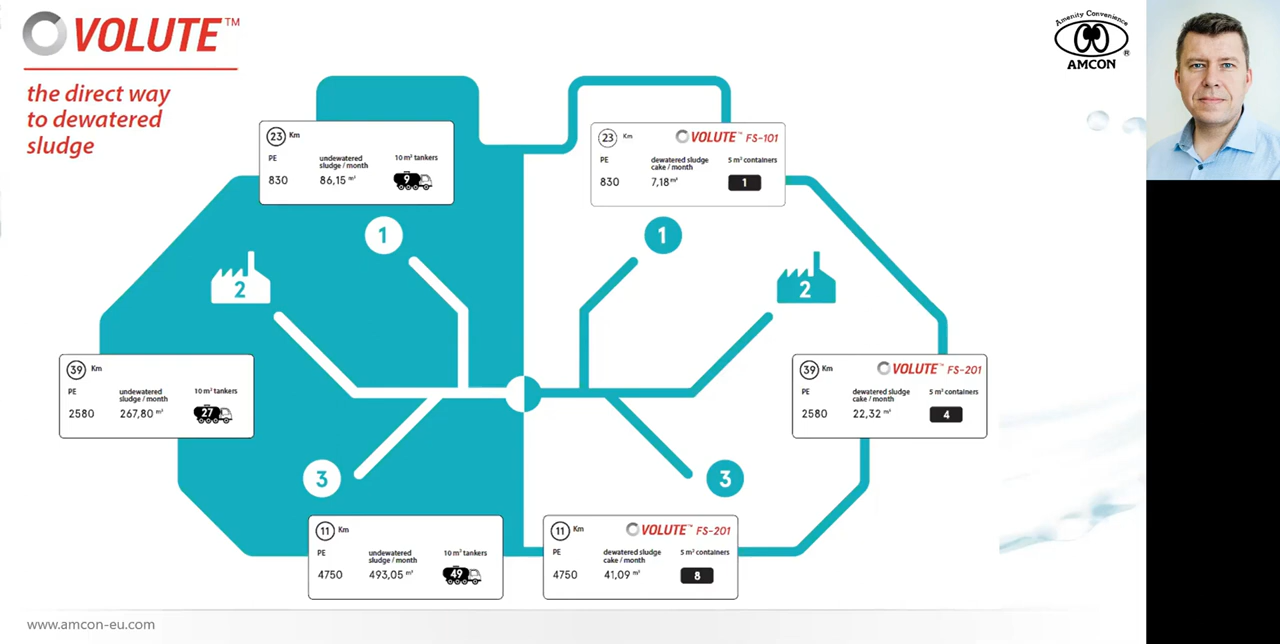 VOLUTE™
the direct way
to dewatered
sludge
Amenity Convenience
AMCON®
23 Km
PE undewatered sludge / month 10 m³ tankers
830 86,15 m³ 9
23 Km VOLUTE™ FS-101
PE dewatered sludge cake / month 5 m³ containers
830 7,18 m³ 1
1
1
2
2
39 Km
PE undewatered sludge / month 10 m³ tankers
2580 267,80 m³ 27
39 Km VOLUTE™ FS-201
PE dewatered sludge cake / month 5 m³ containers
2580 22,32 m³ 4
3
3
11 Km
PE undewatered sludge / month 10 m³ tankers
4750 493,05 m³ 49
11 Km VOLUTE™ FS-201
PE dewatered sludge cake / month 5 m³ containers
4750 41,09 m³ 8
www.amcon-eu.com